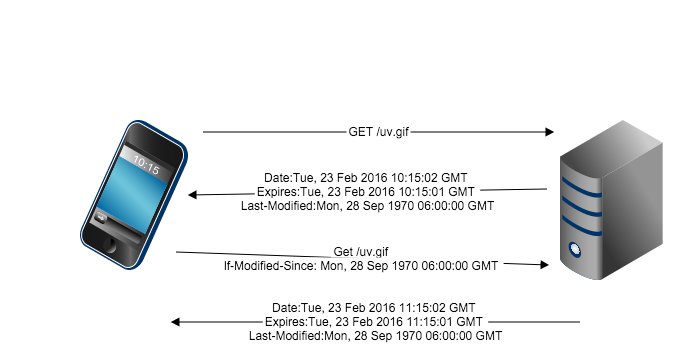 GET /uv.gif
10:15
Date:Tue, 23 Feb 2016 10:15:02 GMT
Expires:Tue, 23 Feb 2016 10:15:01 GMT
Last-Modified:Mon, 28 Sep 1970 06:00:00 GMT
Get /uv.gif
If-Modified-Since: Mon, 28 Sep 1970 06:00:00 GMT
Date:Tue, 23 Feb 2016 11:15:02 GMT
Expires:Tue, 23 Feb 2016 11:15:01 GMT
Last-Modified:Mon, 28 Sep 1970 06:00:00 GMT